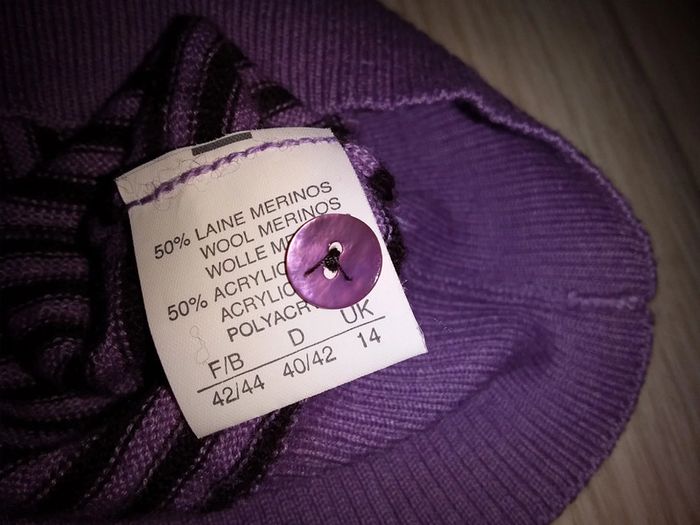 50% LAINE MERINOS
WOOL MERINOS
WOLLE
50%
F/B D UK
42/44 40/42 14